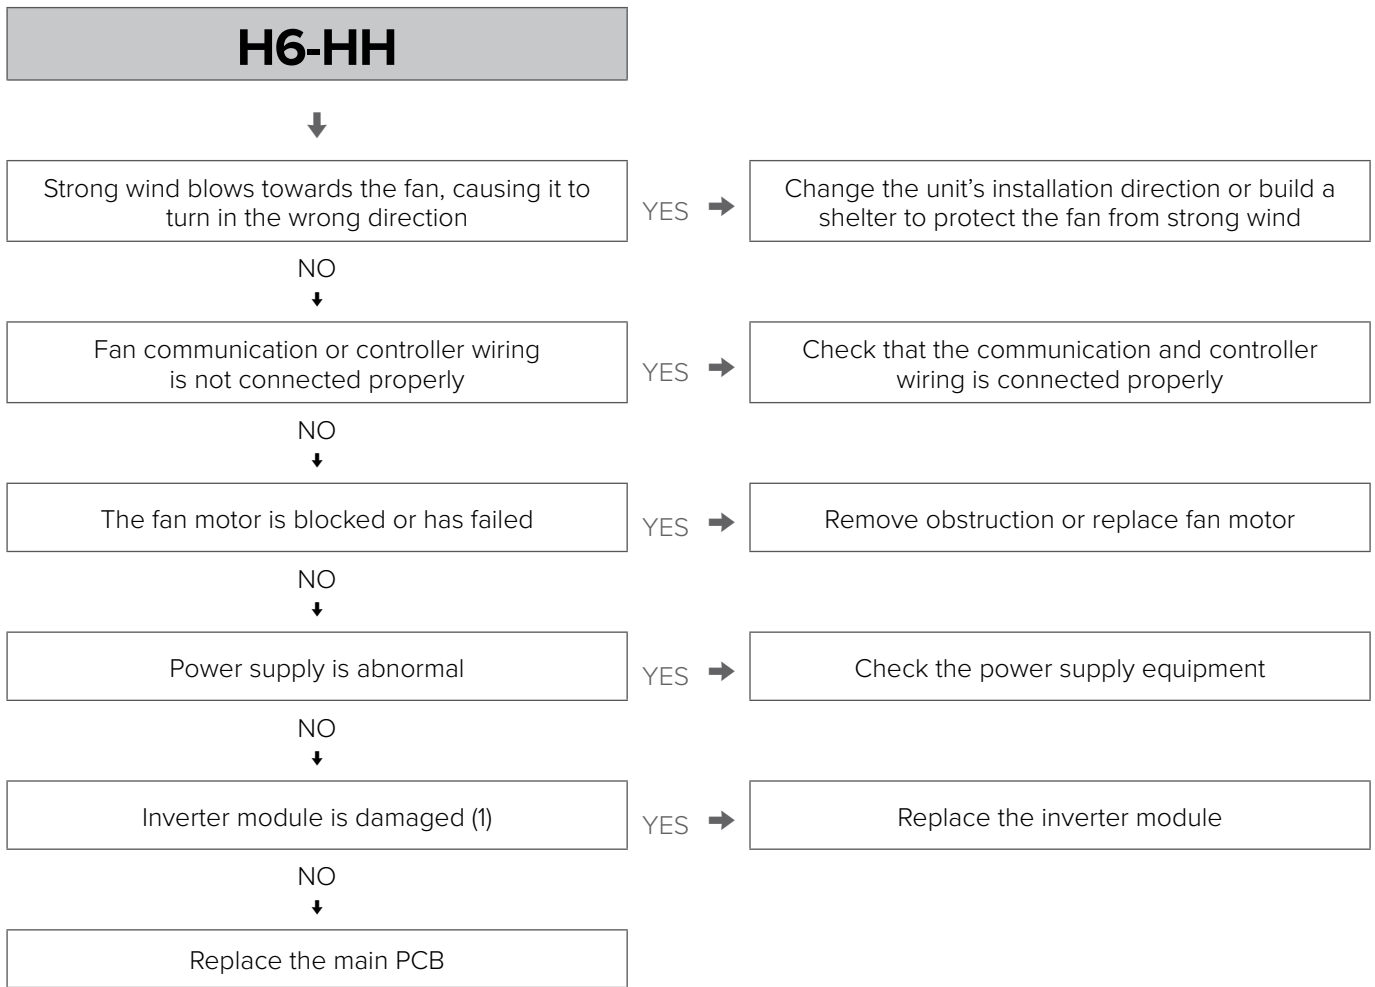 H6-HH
Strong wind blows towards the fan, causing it to
turn in the wrong direction
YES
Change the unit's installation direction or build a
shelter to protect the fan from strong wind
NO
Fan communication or controller wiring
is not connected properly
YES
Check that the communication and controller
wiring is connected properly
NO
The fan motor is blocked or has failed
YES
Remove obstruction or replace fan motor
NO
Power supply is abnormal
YES
Check the power supply equipment
NO
Inverter module is damaged (1)
YES
Replace the inverter module
NO
Replace the main PCB